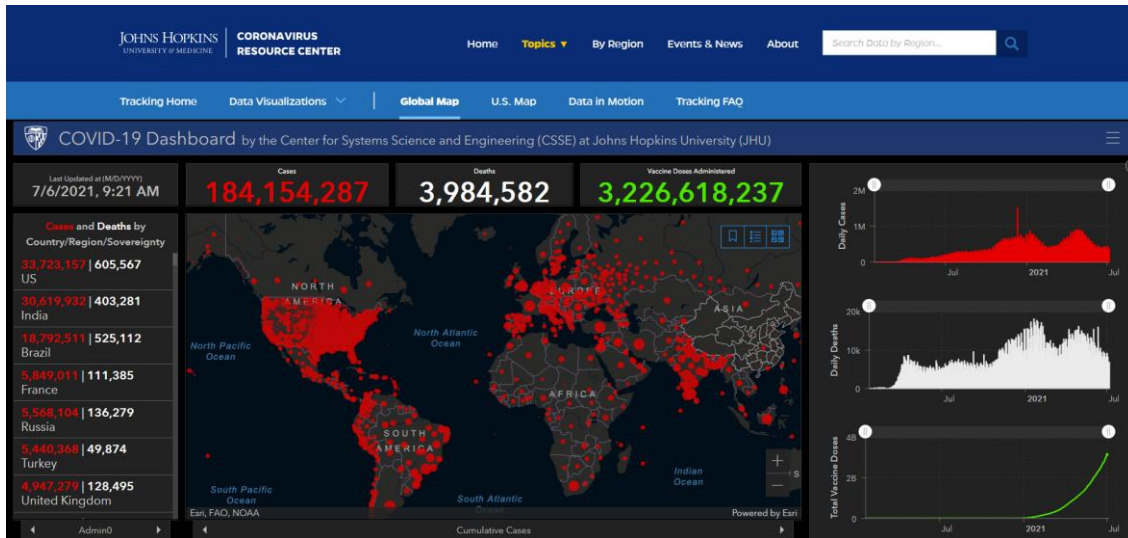 JOHNS HOPKINS
UNIVERSITY & MEDICINE
CORONAVIRUS
RESOURCE CENTER
Home
Topics ▼
By Region
Events & News
About
Search Data by Region...
Tracking Home
Data Visualizations
Global Map
U.S. Map
Data in Motion
Tracking FAQ
COVID-19 Dashboard by the Center for Systems Science and Engineering (CSSE) at Johns Hopkins University (JHU)
Last Updated at (M/D/YYYY)
7/6/2021, 9:21 AM
Cases
184,154,287
Deaths
3,984,582
Vaccine Doses Administered
3,226,618,237
Cases and Deaths by
Country/Region/Sovereignty
33,723,157 | 605,567
US
30,619,932 | 403,281
India
18,792,511 | 525,112
Brazil
5,849,011 | 111,385
France
5,568,104 | 136,279
Russia
5,440,368 | 49,874
Turkey
4,947,279 | 128,495
United Kingdom
Admin0
NORTH
AMERICA
EUROPE
ASIA
North Pacific
Ocean
North Atlantic
Ocean
AFRICA
SOUTH
AMERICA
Indian
Ocean
South Pacific
Ocean
South Atlantic
Ocean
Esri, FAO, NOAA
Powered by Esri
Cumulative Cases
Daily Cases
2M
1M
0
Jul
2021
Jul
Daily Deaths
20k
10k
0
Jul
2021
Jul
Total Vaccine Doses
4B
2B
0
Jul
2021
Jul